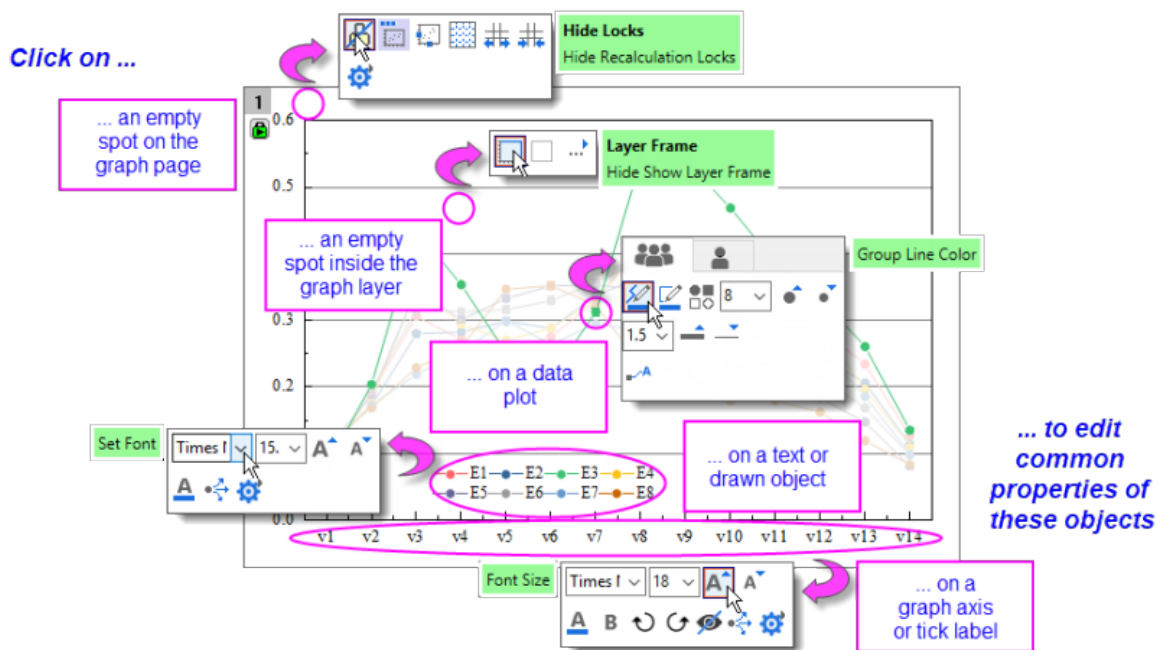 Hide Locks
Hide Recalculation Locks
Click on ...
... an empty
spot on the
graph page
1
0.6
Layer Frame
Hide Show Layer Frame
...
0.5
... an empty
spot inside the
graph layer
Group Line Color
8
0.3
1.5
A
... on a data
plot
0.2
Set Font
Times
15.
A
A
A
E1
E2
E3
E4
E5
E6
E7
E8
... on a text or
drawn object
... to edit
common
properties of
these objects
0.0
v1
v2
v3
v4
v5
v6
v7
v8
v9
v10
v11
v12
v13
v14
Font Size
Times
18
A
A
A
B
... on a
graph axis
or tick label